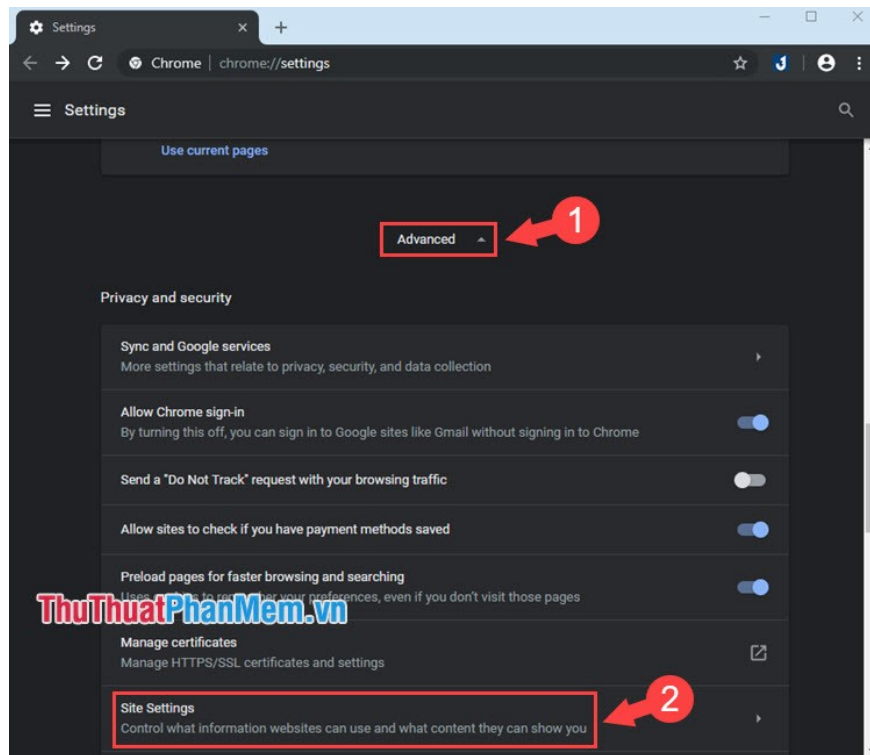 Settings
Chrome | chrome://settings
Settings
Use current pages
1
Advanced
Privacy and security
Sync and Google services
More settings that relate to privacy, security, and data collection
Allow Chrome sign-in
By turning this off, you can sign in to Google sites like Gmail without signing in to Chrome
Send a "Do Not Track" request with your browsing traffic
Allow sites to check if you have payment methods saved
Preload pages for faster browsing and searching
Uses cookies to remember your preferences, even if you don't visit those pages
ThuThuatPhanMem.vn
Manage certificates
Manage HTTPS/SSL certificates and settings
Site Settings
2
Control what information websites can use and what content they can show you